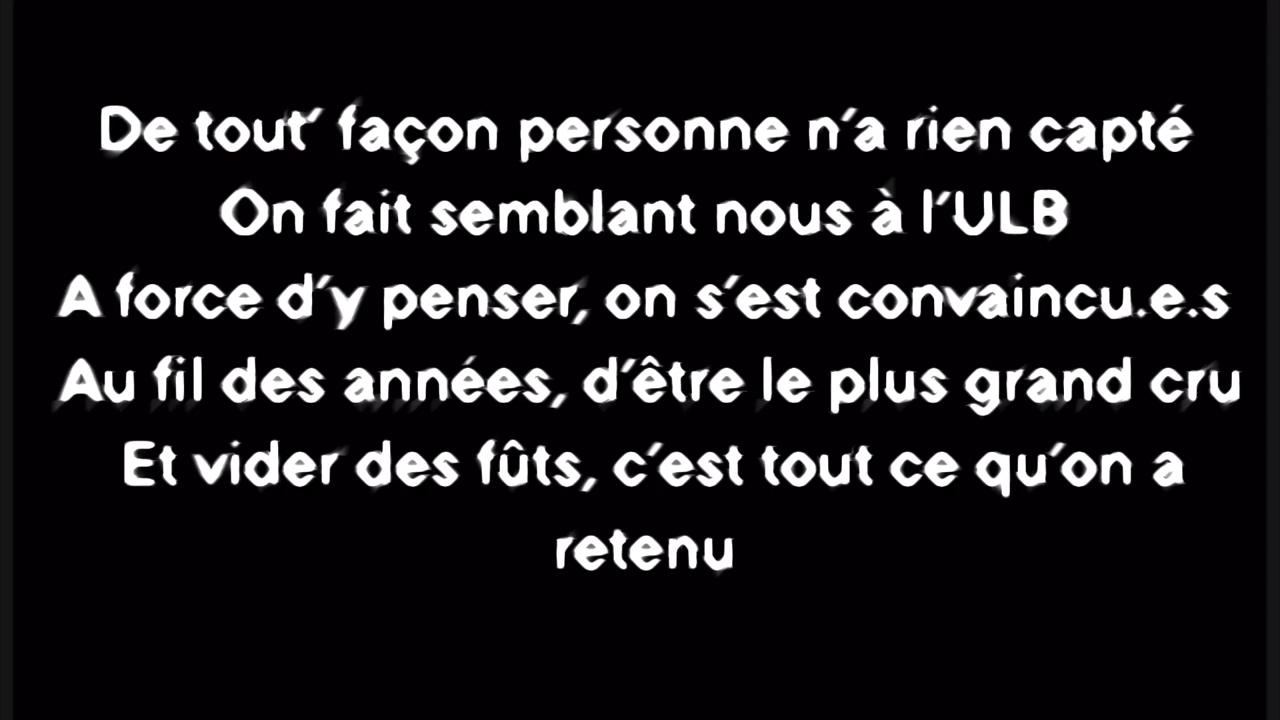 De tout' façon personne n'a rien capté
On fait semblant nous à l'ULB
A force d'y penser, on s'est convaincu.e.s
Au fil des années, d'être le plus grand cru
Et vider des fûts, c'est tout ce qu'on a
retenu